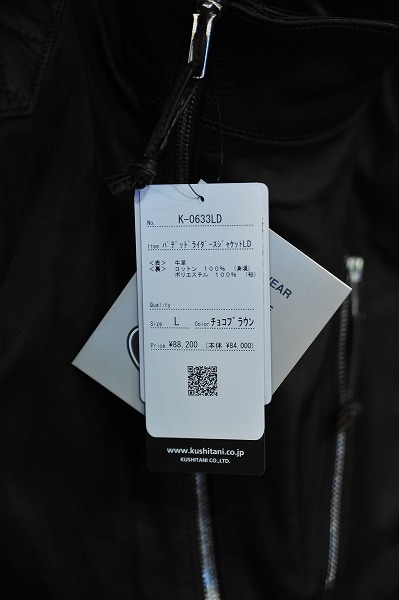 No. K-0633LD
Item パデッドライダースジャケットLD
<表> 牛革
<裏> コットン 100% (身頃)
ポリエステル 100% (袖)
Quality
Size L Color チョコブラウン
Price ¥88,200 (本体 ¥84,000)
www.kushitani.co.jp
KUSHITANI CO.,LTD.
WEAR